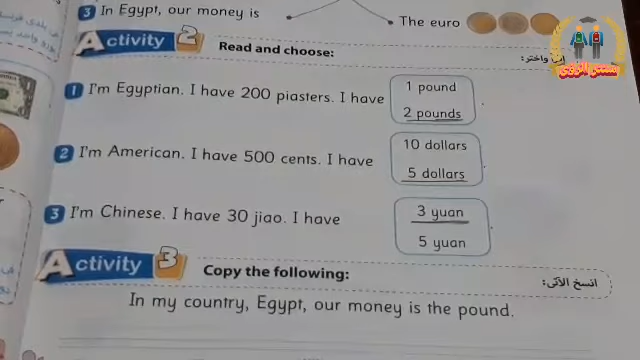 3 In Egypt, our money is
The euro
Activity 2 Read and choose:
1 I'm Egyptian. I have 200 piasters. I have
1 pound
2 pounds
.
2 I'm American. I have 500 cents. I have
10 dollars
5 dollars
.
3 I'm Chinese. I have 30 jiao. I have
3 yuan
5 yuan
.
Activity 3 Copy the following: انسخ الآتى:
In my country, Egypt, our money is the pound.